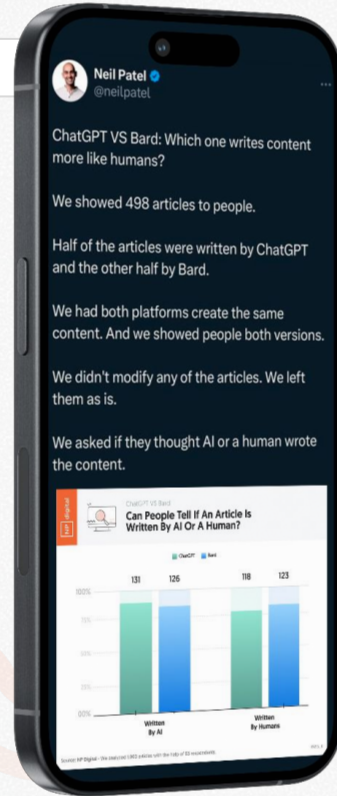 Neil Patel
@neilpatel
ChatGPT VS Bard: Which one writes content
more like humans?
We showed 498 articles to people.
Half of the articles were written by ChatGPT
and the other half by Bard.
We had both platforms create the same
content. And we showed people both versions.
We didn't modify any of the articles. We left
them as is.
We asked if they thought AI or a human wrote
the content.
NP digital
ChatGPT VS Bard
Can People Tell If An Article Is
Written By AI Or A Human?
ChatGPT Bard
131 126 118 123
100%
Written
By AI
Written
By Humans